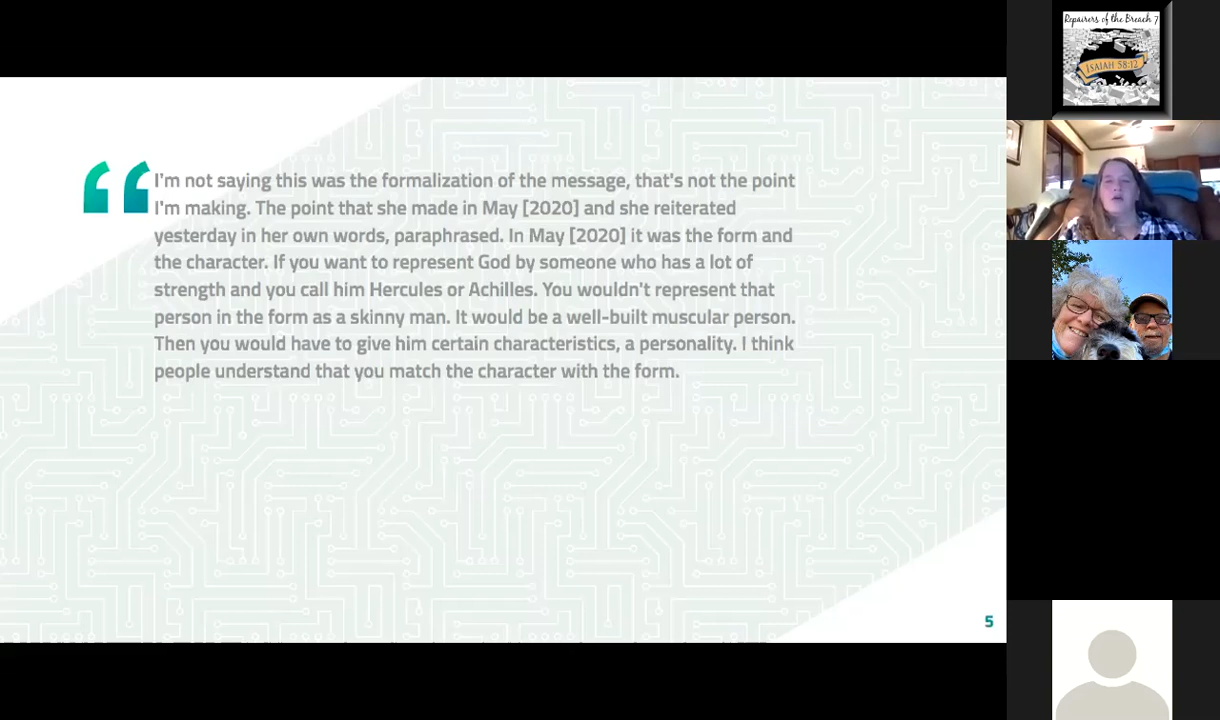 I'm not saying this was the formalization of the message, that's not the point
I'm making. The point that she made in May [2020] and she reiterated
yesterday in her own words, paraphrased. In May [2020] it was the form and
the character. If you want to represent God by someone who has a lot of
strength and you call him Hercules or Achilles. You wouldn't represent that
person in the form as a skinny man. It would be a well-built muscular person.
Then you would have to give him certain characteristics, a personality. I think
people understand that you match the character with the form.
5
Repairers of the Breach 7
ISAIAH 58:12